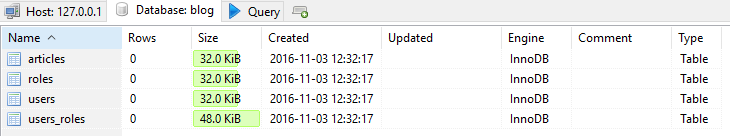 Host: 127.0.0.1 Database: blog Query
Name Rows Size Created Updated Engine Comment Type
articles 0 32.0 KiB 2016-11-03 12:32:17 InnoDB Table
roles 0 32.0 KiB 2016-11-03 12:32:17 InnoDB Table
users 0 32.0 KiB 2016-11-03 12:32:17 InnoDB Table
users_roles 0 48.0 KiB 2016-11-03 12:32:17 InnoDB Table